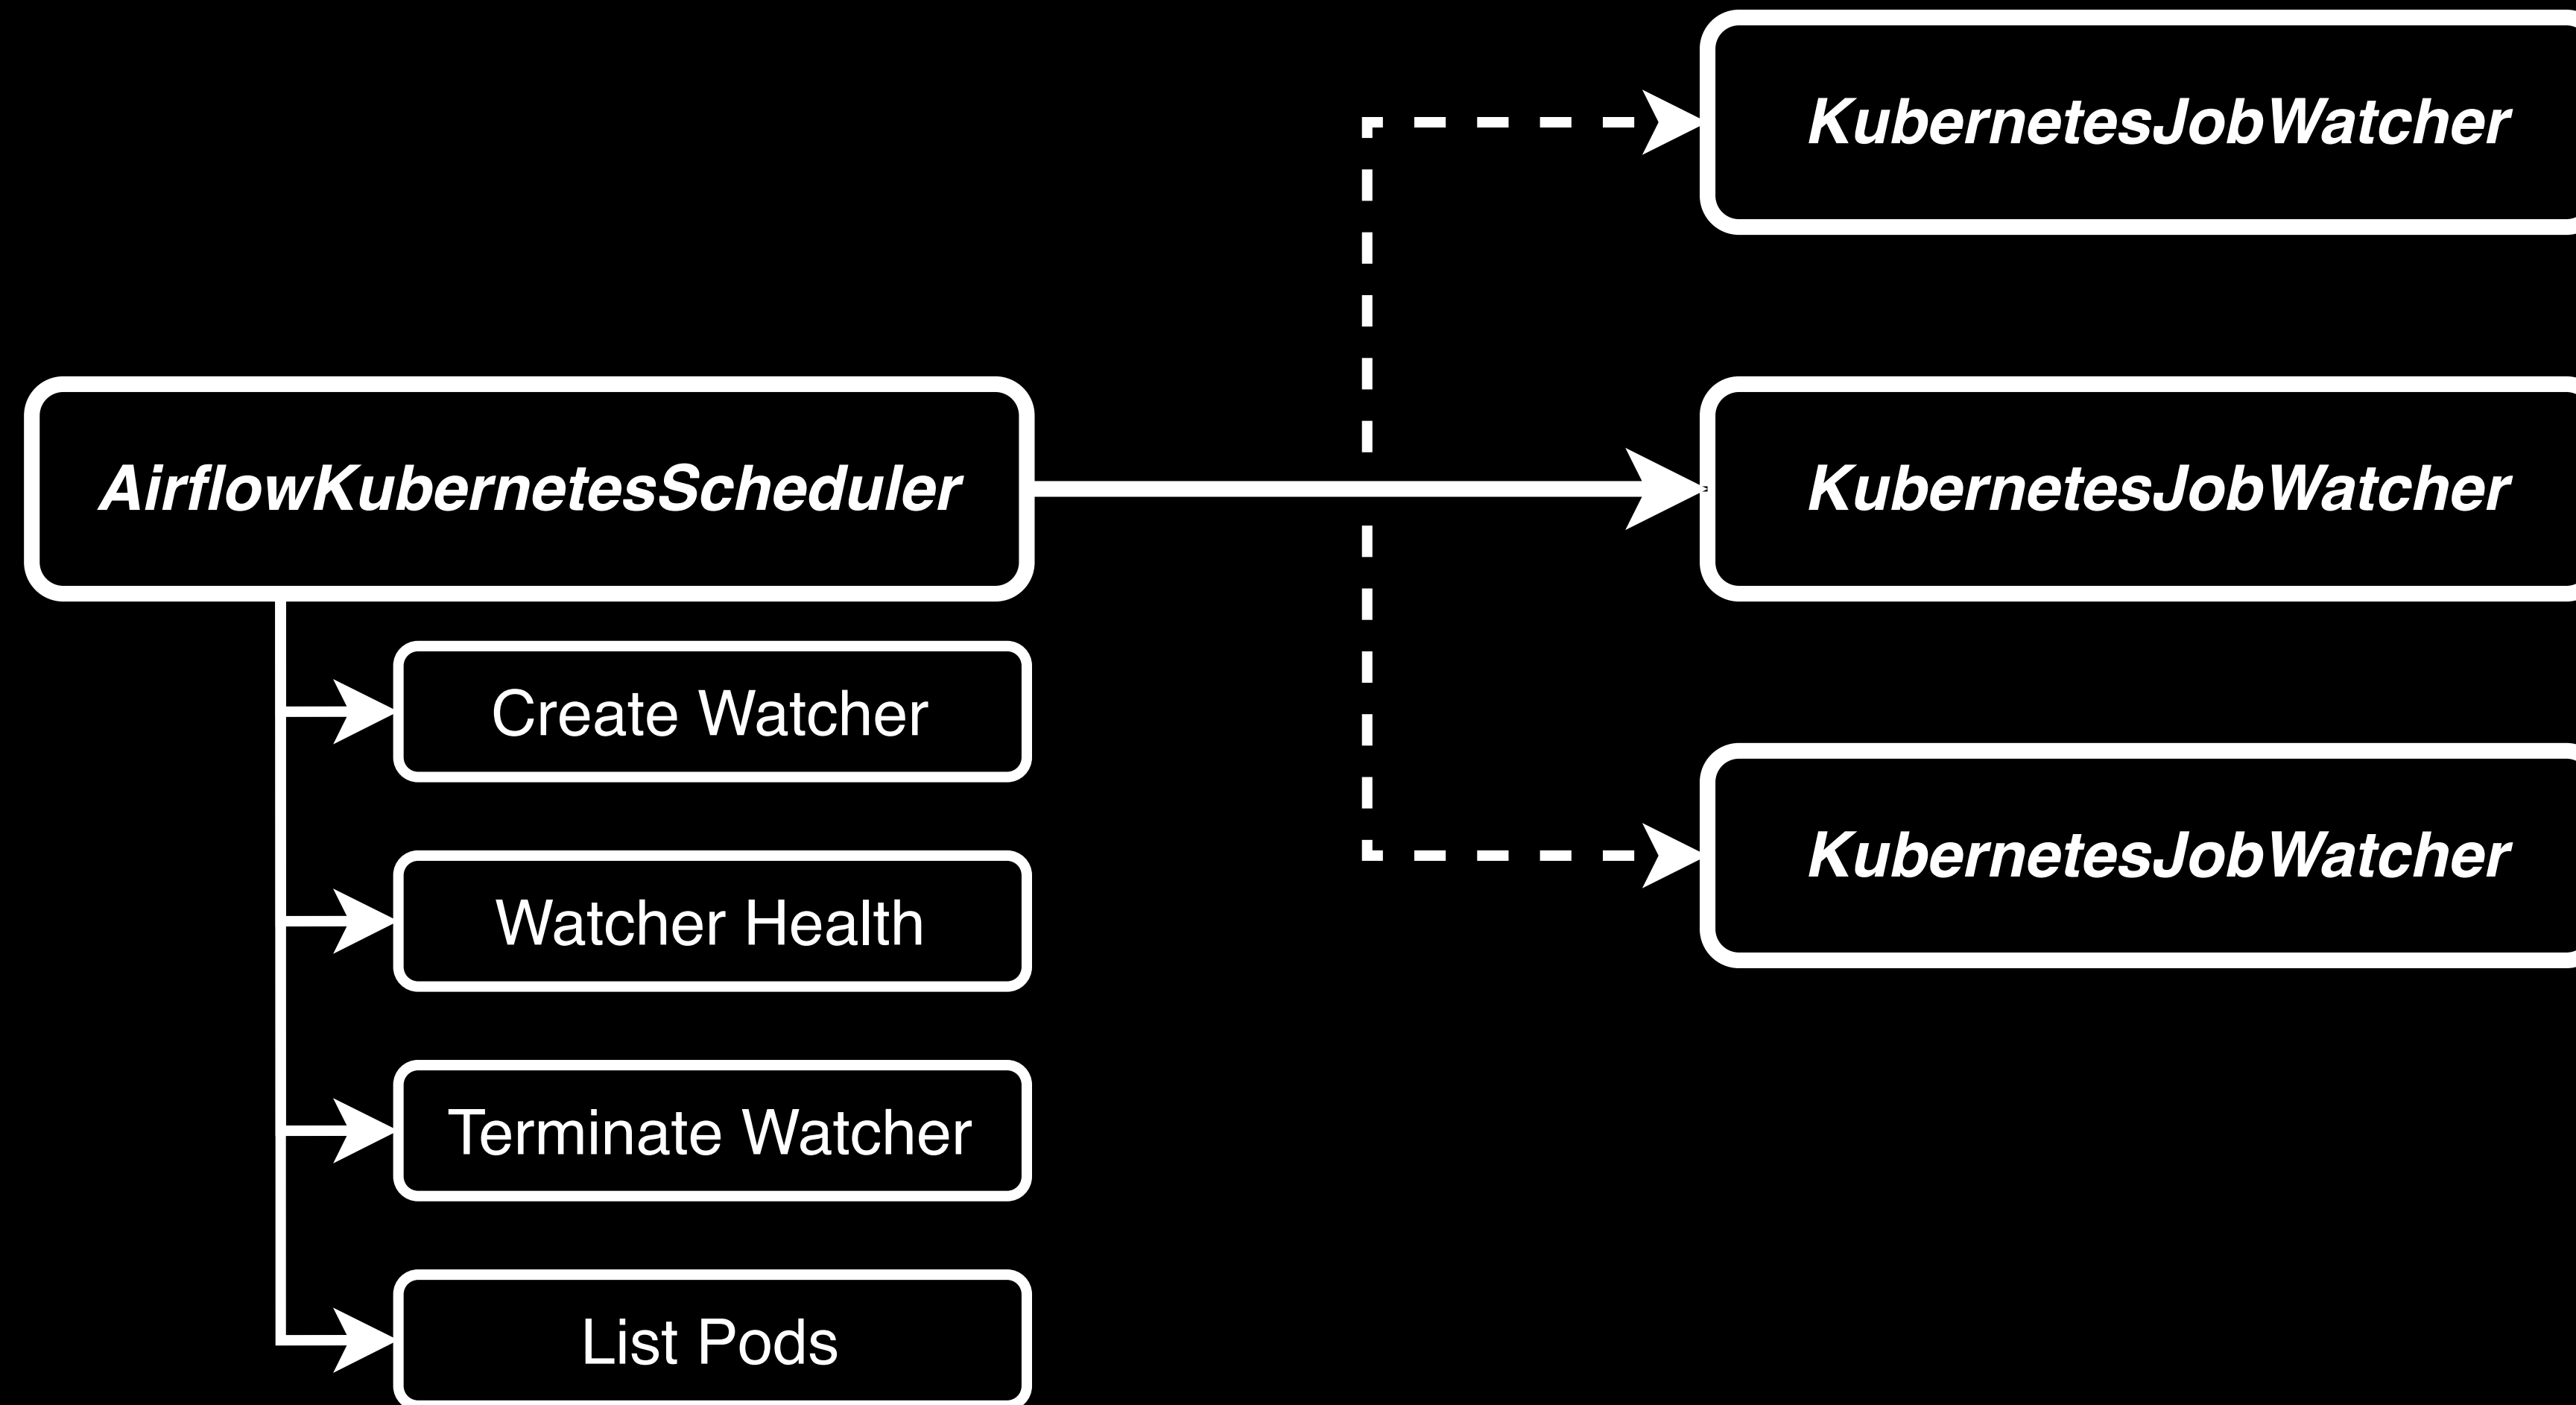 KubernetesJobWatcher
AirflowKubernetesScheduler
KubernetesJobWatcher
Create Watcher
KubernetesJobWatcher
Watcher Health
Terminate Watcher
List Pods